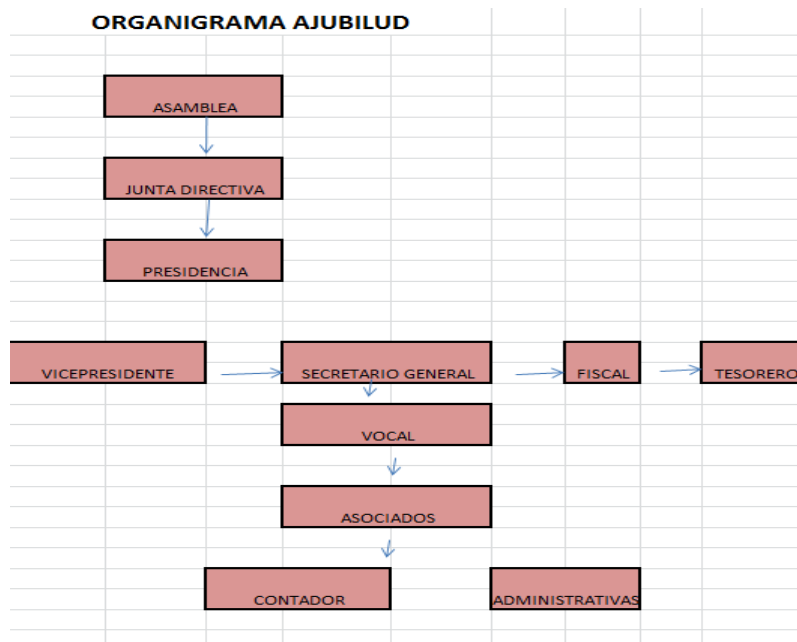 ORGANIGRAMA AJUBILUD
ASAMBLEA
JUNTA DIRECTIVA
PRESIDENCIA
VICEPRESIDENTE
SECRETARIO GENERAL
FISCAL
TESORERO
VOCAL
ASOCIADOS
CONTADOR
ADMINISTRATIVAS